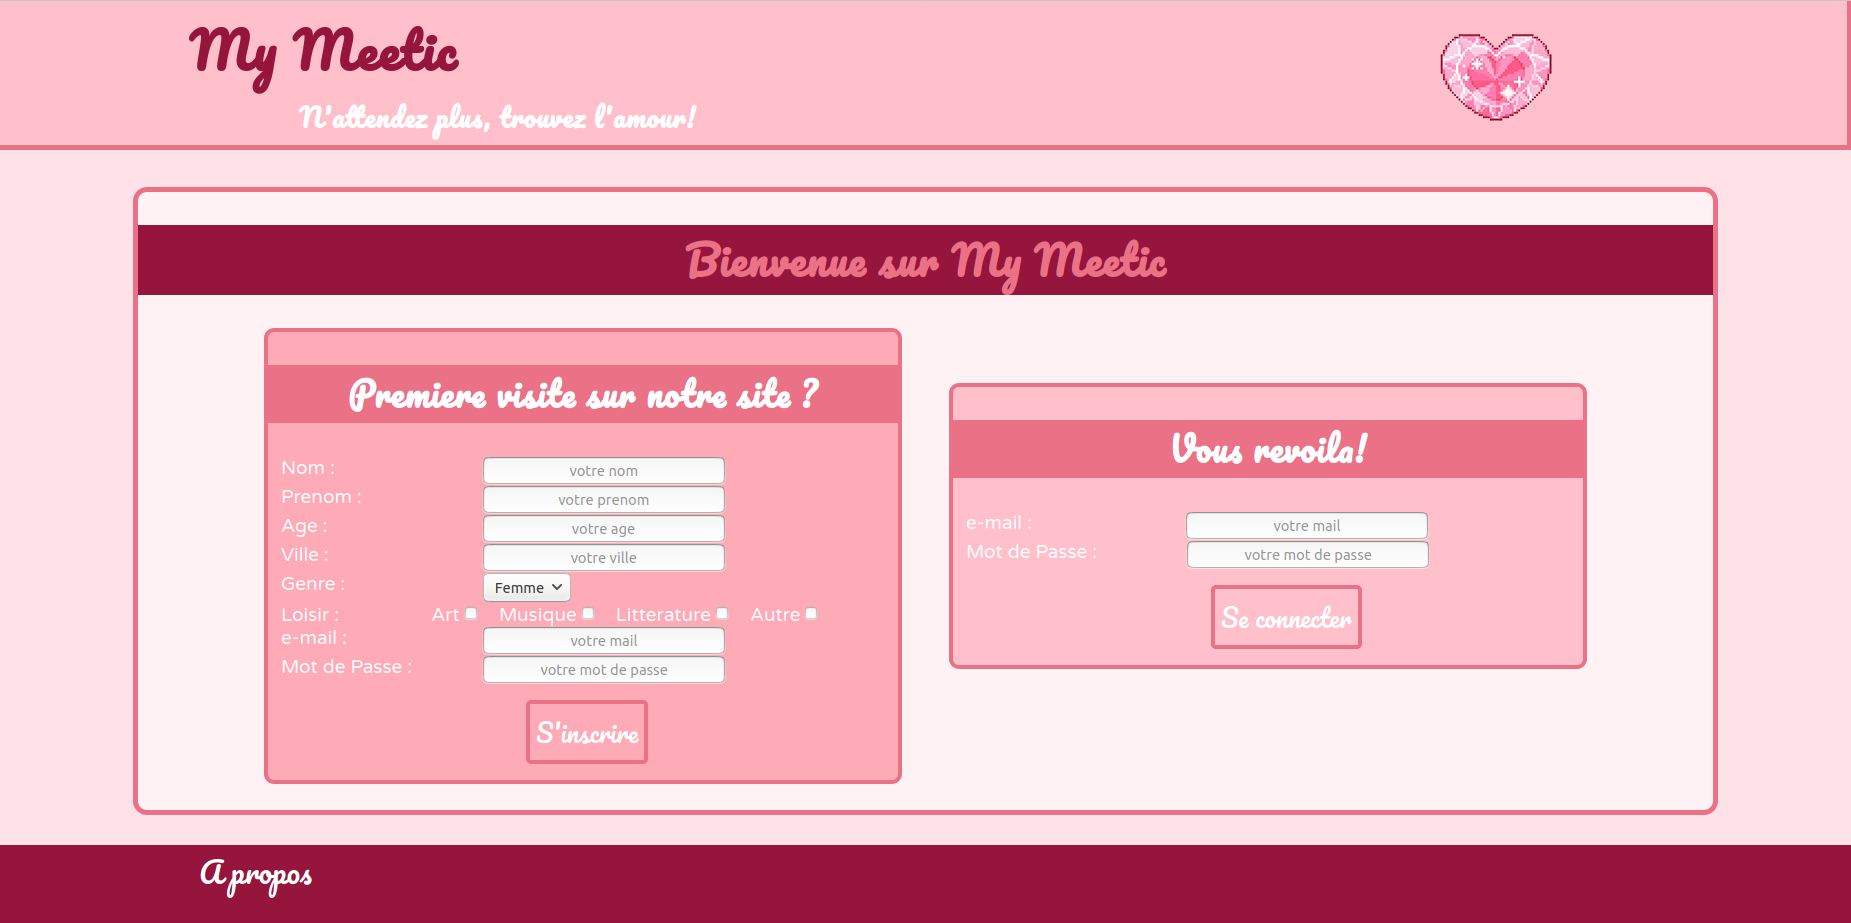 My Meetic
N'attendez plus, trouvez l'amour!
Bienvenue sur My Meetic
Premiere visite sur notre site ?
Nom : votre nom
Prenom : votre prenom
Age : votre age
Ville : votre ville
Genre : Femme
Loisir : Art Musique Litterature Autre
e-mail : votre mail
Mot de Passe : votre mot de passe
S'inscrire
Vous revoila!
e-mail : votre mail
Mot de Passe : votre mot de passe
Se connecter
A propos